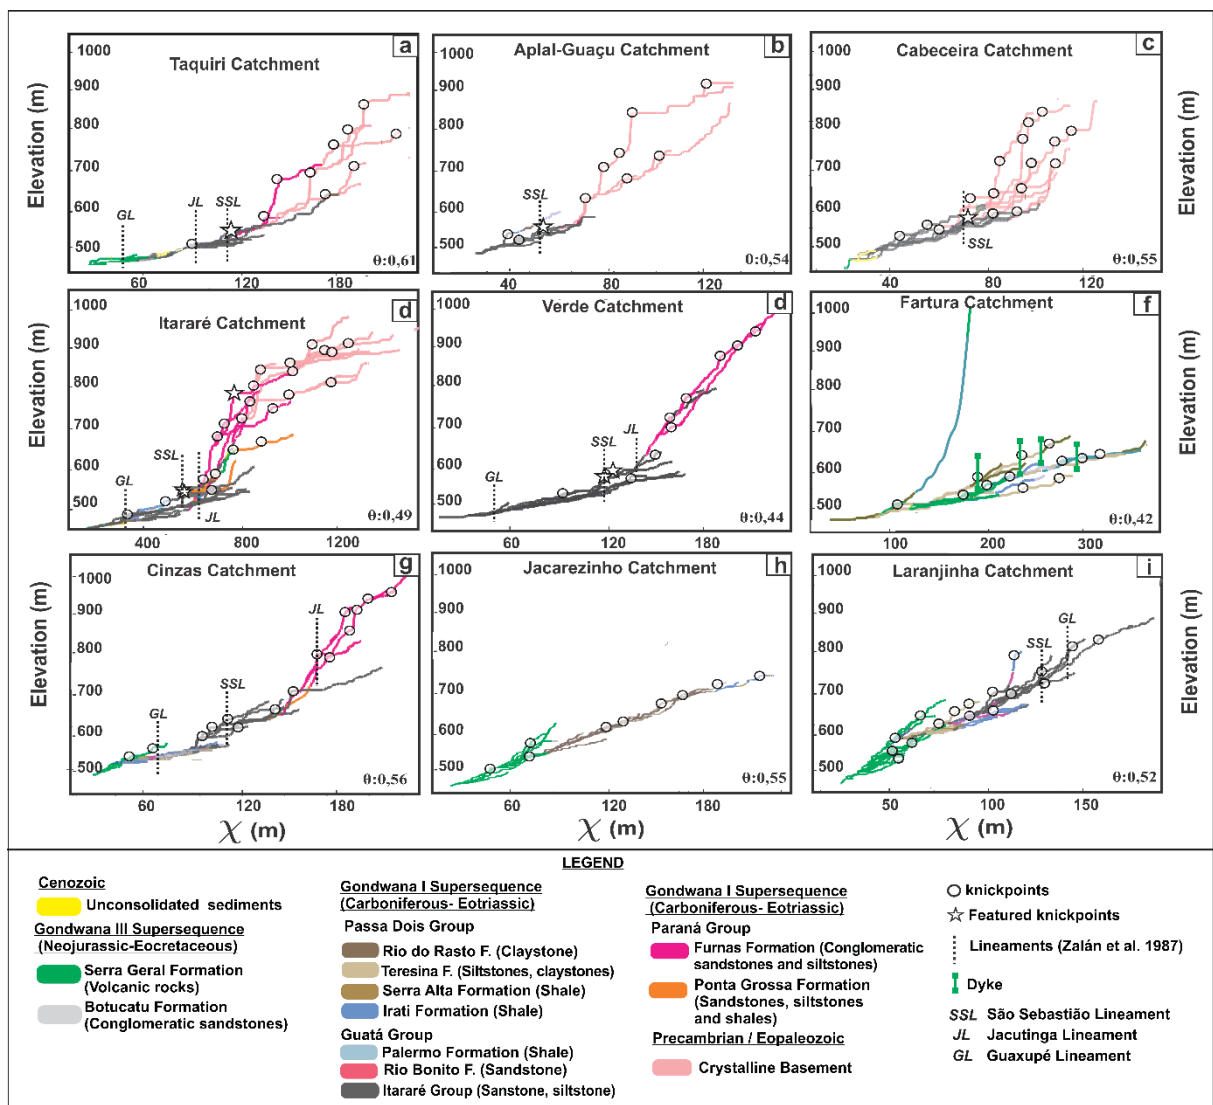 a
Taquiri Catchment
1000
900
800
700
600
500
Elevation (m)
GL
JL
SSL
θ:0,61
60
120
180
b
Aplal-Guaçu Catchment
1000
900
800
700
600
500
SSL
0:0,54
40
80
120
c
Cabeceira Catchment
1000
900
800
700
600
500
Elevation (m)
SSL
θ:0,55
40
80
120
d
Itararé Catchment
1000
900
800
700
600
500
Elevation (m)
GL
SSL
JL
θ:0,49
400
800
1200
d
Verde Catchment
1000
900
800
700
600
500
GL
SSL
JL
θ:0,44
60
120
180
f
Fartura Catchment
1000
900
800
700
600
500
Elevation (m)
θ:0,42
100
200
300
g
Cinzas Catchment
1000
900
800
700
600
500
Elevation (m)
GL
SSL
JL
θ:0,56
60
120
180
χ (m)
h
Jacarezinho Catchment
1000
900
800
700
600
500
θ:0,55
60
120
180
χ (m)
i
Laranjinha Catchment
1000
900
800
700
600
500
Elevation (m)
SSL
GL
θ:0,52
50
100
150
χ (m)
LEGEND
Cenozoic
Unconsolidated sediments
Gondwana III Supersequence
(Neojurassic-Eocretaceous)
Serra Geral Formation
(Volcanic rocks)
Botucatu Formation
(Conglomeratic sandstones)
Gondwana I Supersequence
(Carboniferous- Eotriassic)
Passa Dois Group
Rio do Rasto F. (Claystone)
Teresina F. (Siltstones, claystones)
Serra Alta Formation (Shale)
Irati Formation (Shale)
Guatá Group
Palermo Formation (Shale)
Rio Bonito F. (Sandstone)
Itararé Group (Sanstone, siltstone)
Gondwana I Supersequence
(Carboniferous- Eotriassic)
Paraná Group
Furnas Formation (Conglomeratic
sandstones and siltstones)
Ponta Grossa Formation
(Sandstones, siltstones
and shales)
Precambrian / Eopaleozoic
Crystalline Basement
knickpoints
Featured knickpoints
Lineaments (Zalán et al. 1987)
Dyke
SSL São Sebastião Lineament
JL Jacutinga Lineament
GL Guaxupé Lineament